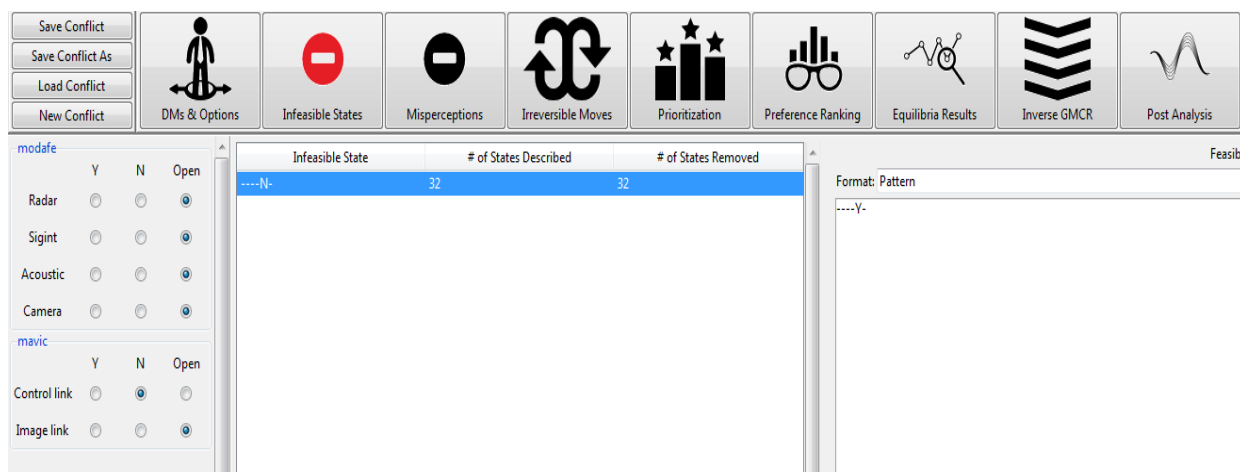 Save Conflict
Save Conflict As
Load Conflict
New Conflict
DMs & Options
Infeasible States
Misperceptions
Irreversible Moves
Prioritization
Preference Ranking
Equilibria Results
Inverse GMCR
Post Analysis
modafe
Y N Open
Radar
Sigint
Acoustic
Camera
mavic
Y N Open
Control link
Image link
Infeasible State # of States Described # of States Removed
----N- 32 32
Feasib
Format: Pattern
----Y-